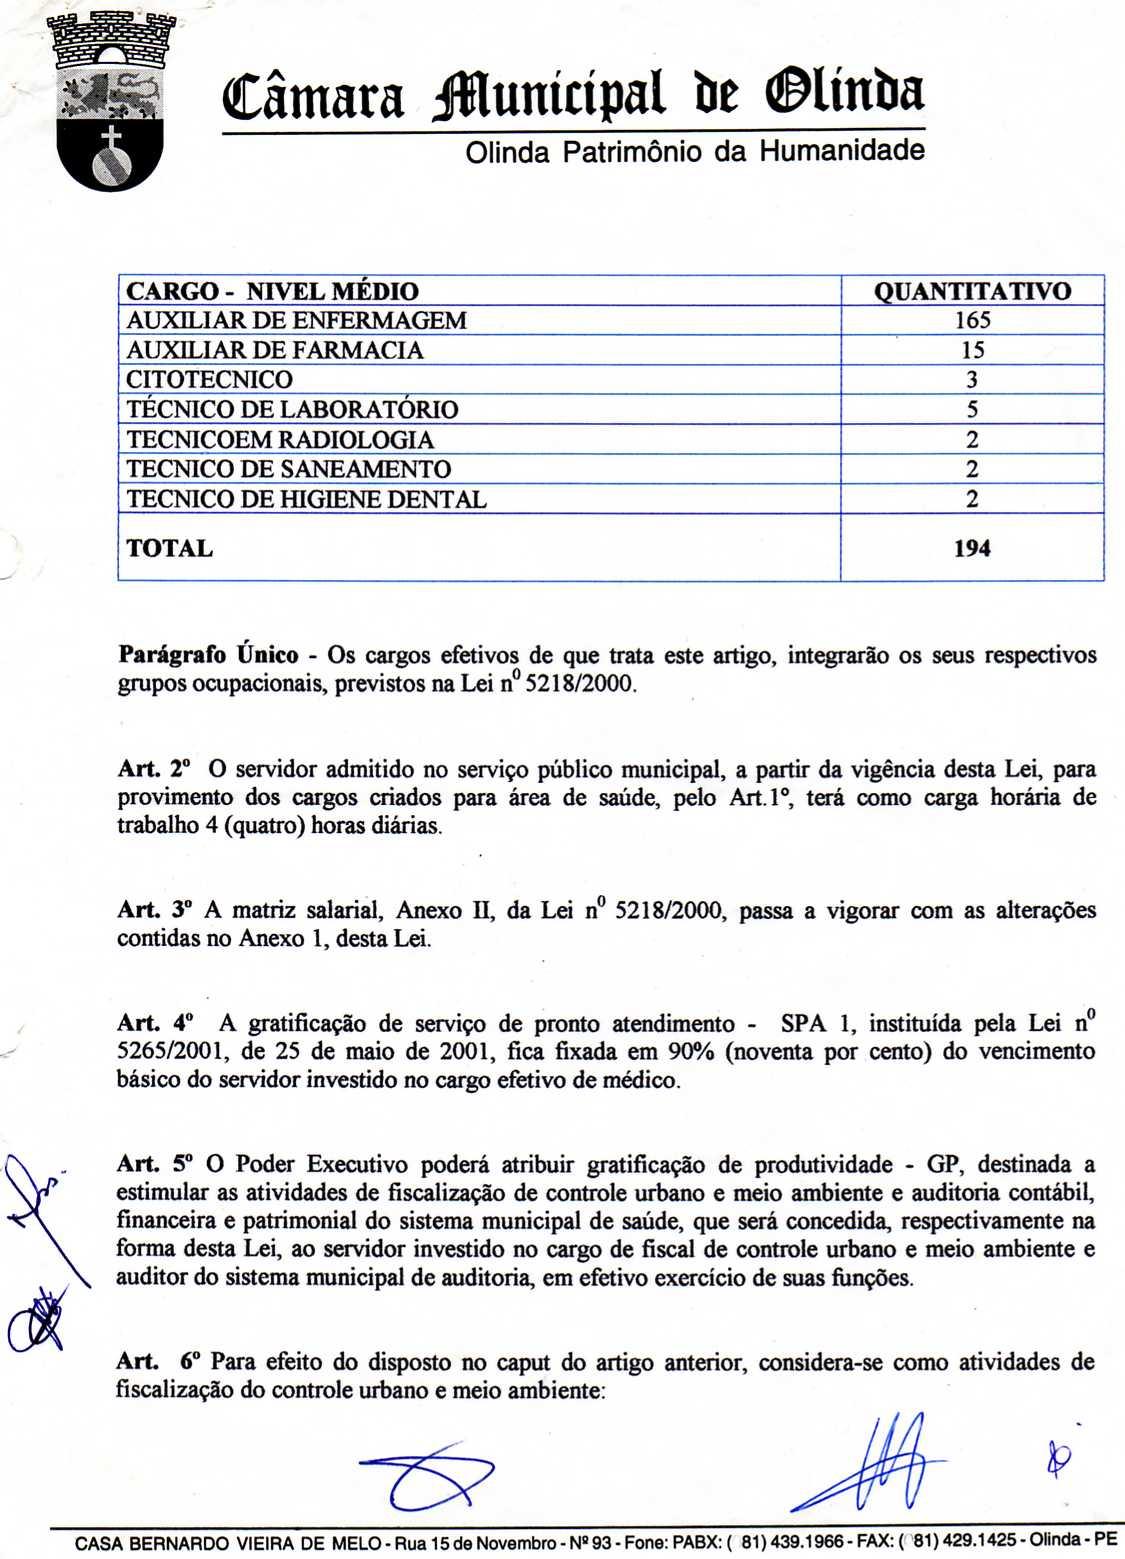 Câmara Municipal de Olinda
Olinda Patrimônio da Humanidade
CARGO - NIVEL MÉDIO QUANTITATIVO
AUXILIAR DE ENFERMAGEM 165
AUXILIAR DE FARMACIA 15
CITOTECNICO 3
TÉCNICO DE LABORATÓRIO 5
TECNICOEM RADIOLOGIA 2
TECNICO DE SANEAMENTO 2
TECNICO DE HIGIENE DENTAL 2
TOTAL 194
Parágrafo Único - Os cargos efetivos de que trata este artigo, integrarão os seus respectivos
grupos ocupacionais, previstos na Lei n⁰ 5218/2000.
Art. 2º O servidor admitido no serviço público municipal, a partir da vigência desta Lei, para
provimento dos cargos criados para área de saúde, pelo Art.1º, terá como carga horária de
trabalho 4 (quatro) horas diárias.
Art. 3º A matriz salarial, Anexo II, da Lei n⁰ 5218/2000, passa a vigorar com as alterações
contidas no Anexo 1, desta Lei.
Art. 4º A gratificação de serviço de pronto atendimento - SPA 1, instituída pela Lei n⁰
5265/2001, de 25 de maio de 2001, fica fixada em 90% (noventa por cento) do vencimento
básico do servidor investido no cargo efetivo de médico.
Art. 5º O Poder Executivo poderá atribuir gratificação de produtividade - GP, destinada a
estimular as atividades de fiscalização de controle urbano e meio ambiente e auditoria contábil,
financeira e patrimonial do sistema municipal de saúde, que será concedida, respectivamente na
forma desta Lei, ao servidor investido no cargo de fiscal de controle urbano e meio ambiente e
auditor do sistema municipal de auditoria, em efetivo exercício de suas funções.
Art. 6º Para efeito do disposto no caput do artigo anterior, considera-se como atividades de
fiscalização do controle urbano e meio ambiente:
CASA BERNARDO VIEIRA DE MELO - Rua 15 de Novembro - Nº 93 - Fone: PABX: (081) 439.1966 - FAX: (081) 429.1425 - Olinda - PE